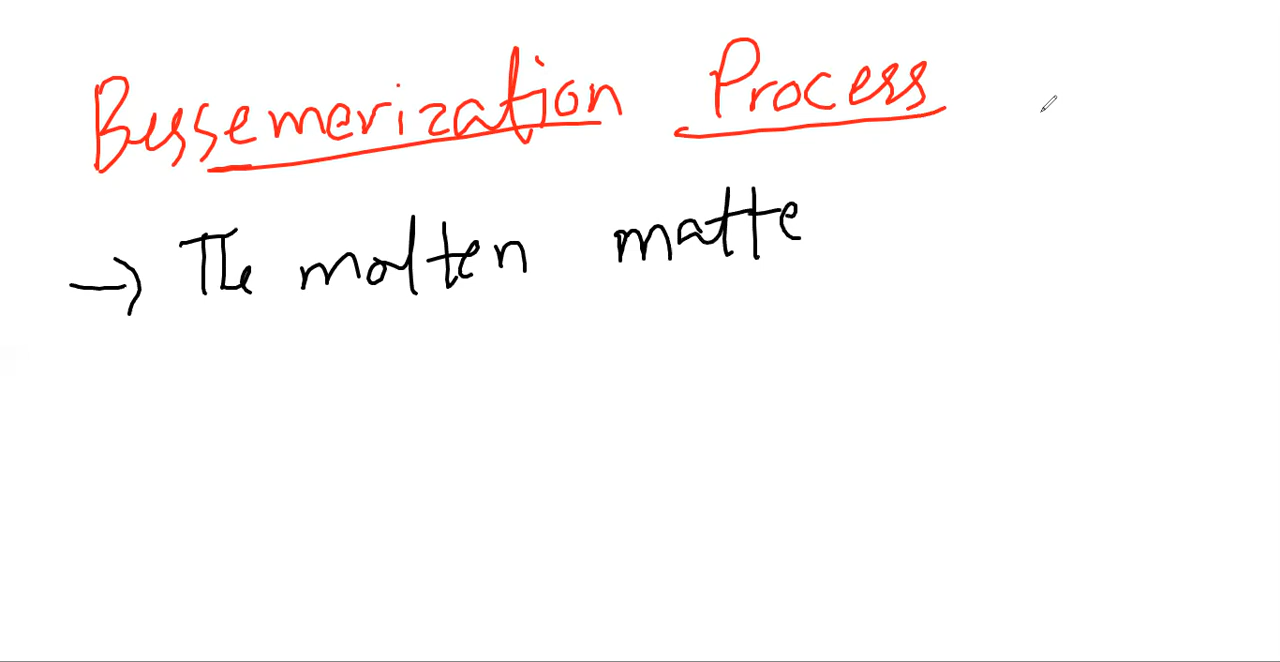 Bessemerization Process
→ The molten matte